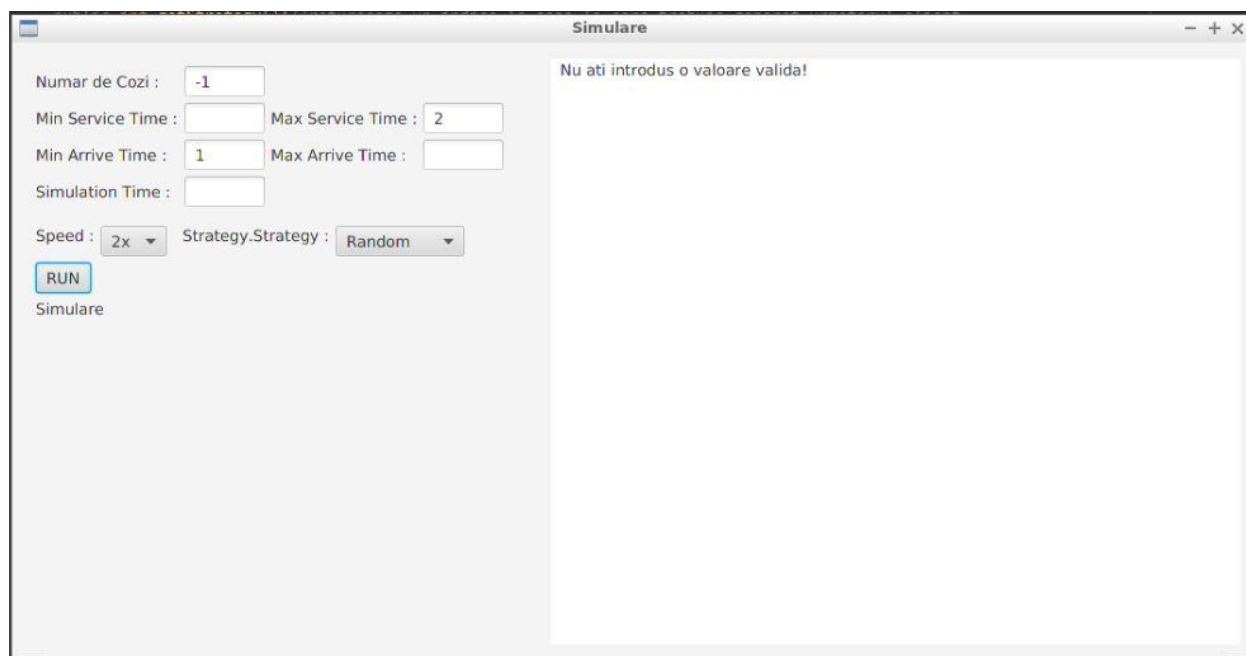 Simulare
Numar de Cozi : -1
Min Service Time : Max Service Time : 2
Min Arrive Time : 1 Max Arrive Time :
Simulation Time :
Speed : 2x Strategy.Strategy : Random
RUN
Simulare
Nu ati introdus o valoare valida!